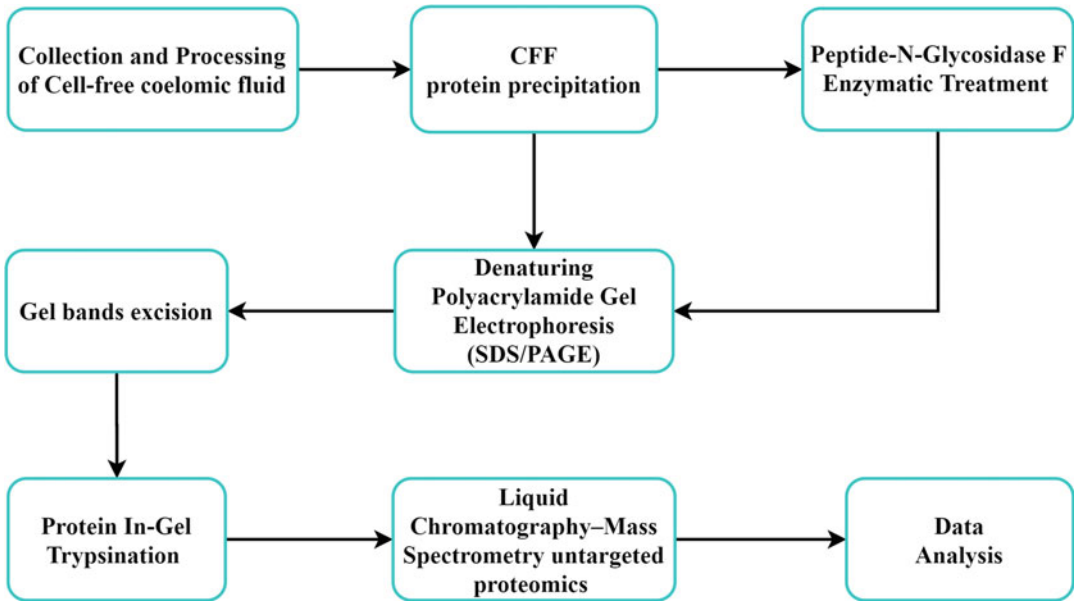 Collection and Processing
of Cell-free coelomic fluid
CFF
protein precipitation
Peptide-N-Glycosidase F
Enzymatic Treatment
Denaturing
Polyacrylamide Gel
Electrophoresis
(SDS/PAGE)
Gel bands excision
Protein In-Gel
Trypsination
Liquid
Chromatography–Mass
Spectrometry untargeted
proteomics
Data
Analysis